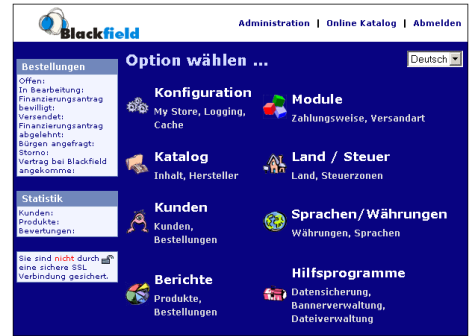 Blackfield
Administration | Online Katalog | Abmelden
Bestellungen
Offen:
In Bearbeitung:
Finanzierungsantrag
bewilligt:
Versendet:
Finanzierungsantrag
abgelehnt:
Bürgen angefragt:
Storno:
Vertrag bei Blackfield
angekomme:
Statistik
Kunden:
Produkte:
Bewertungen:
Sie sind nicht durch
eine sichere SSL
Verbindung gesichert.
Option wählen ...
Deutsch
Konfiguration
My Store, Logging,
Cache
Module
Zahlungsweise, Versandart
Katalog
Inhalt, Hersteller
Land / Steuer
Land, Steuerzonen
Kunden
Kunden,
Bestellungen
Sprachen/Währungen
Währungen, Sprachen
Berichte
Produkte,
Bestellungen
Hilfsprogramme
Datensicherung,
Bannerverwaltung,
Dateiverwaltung